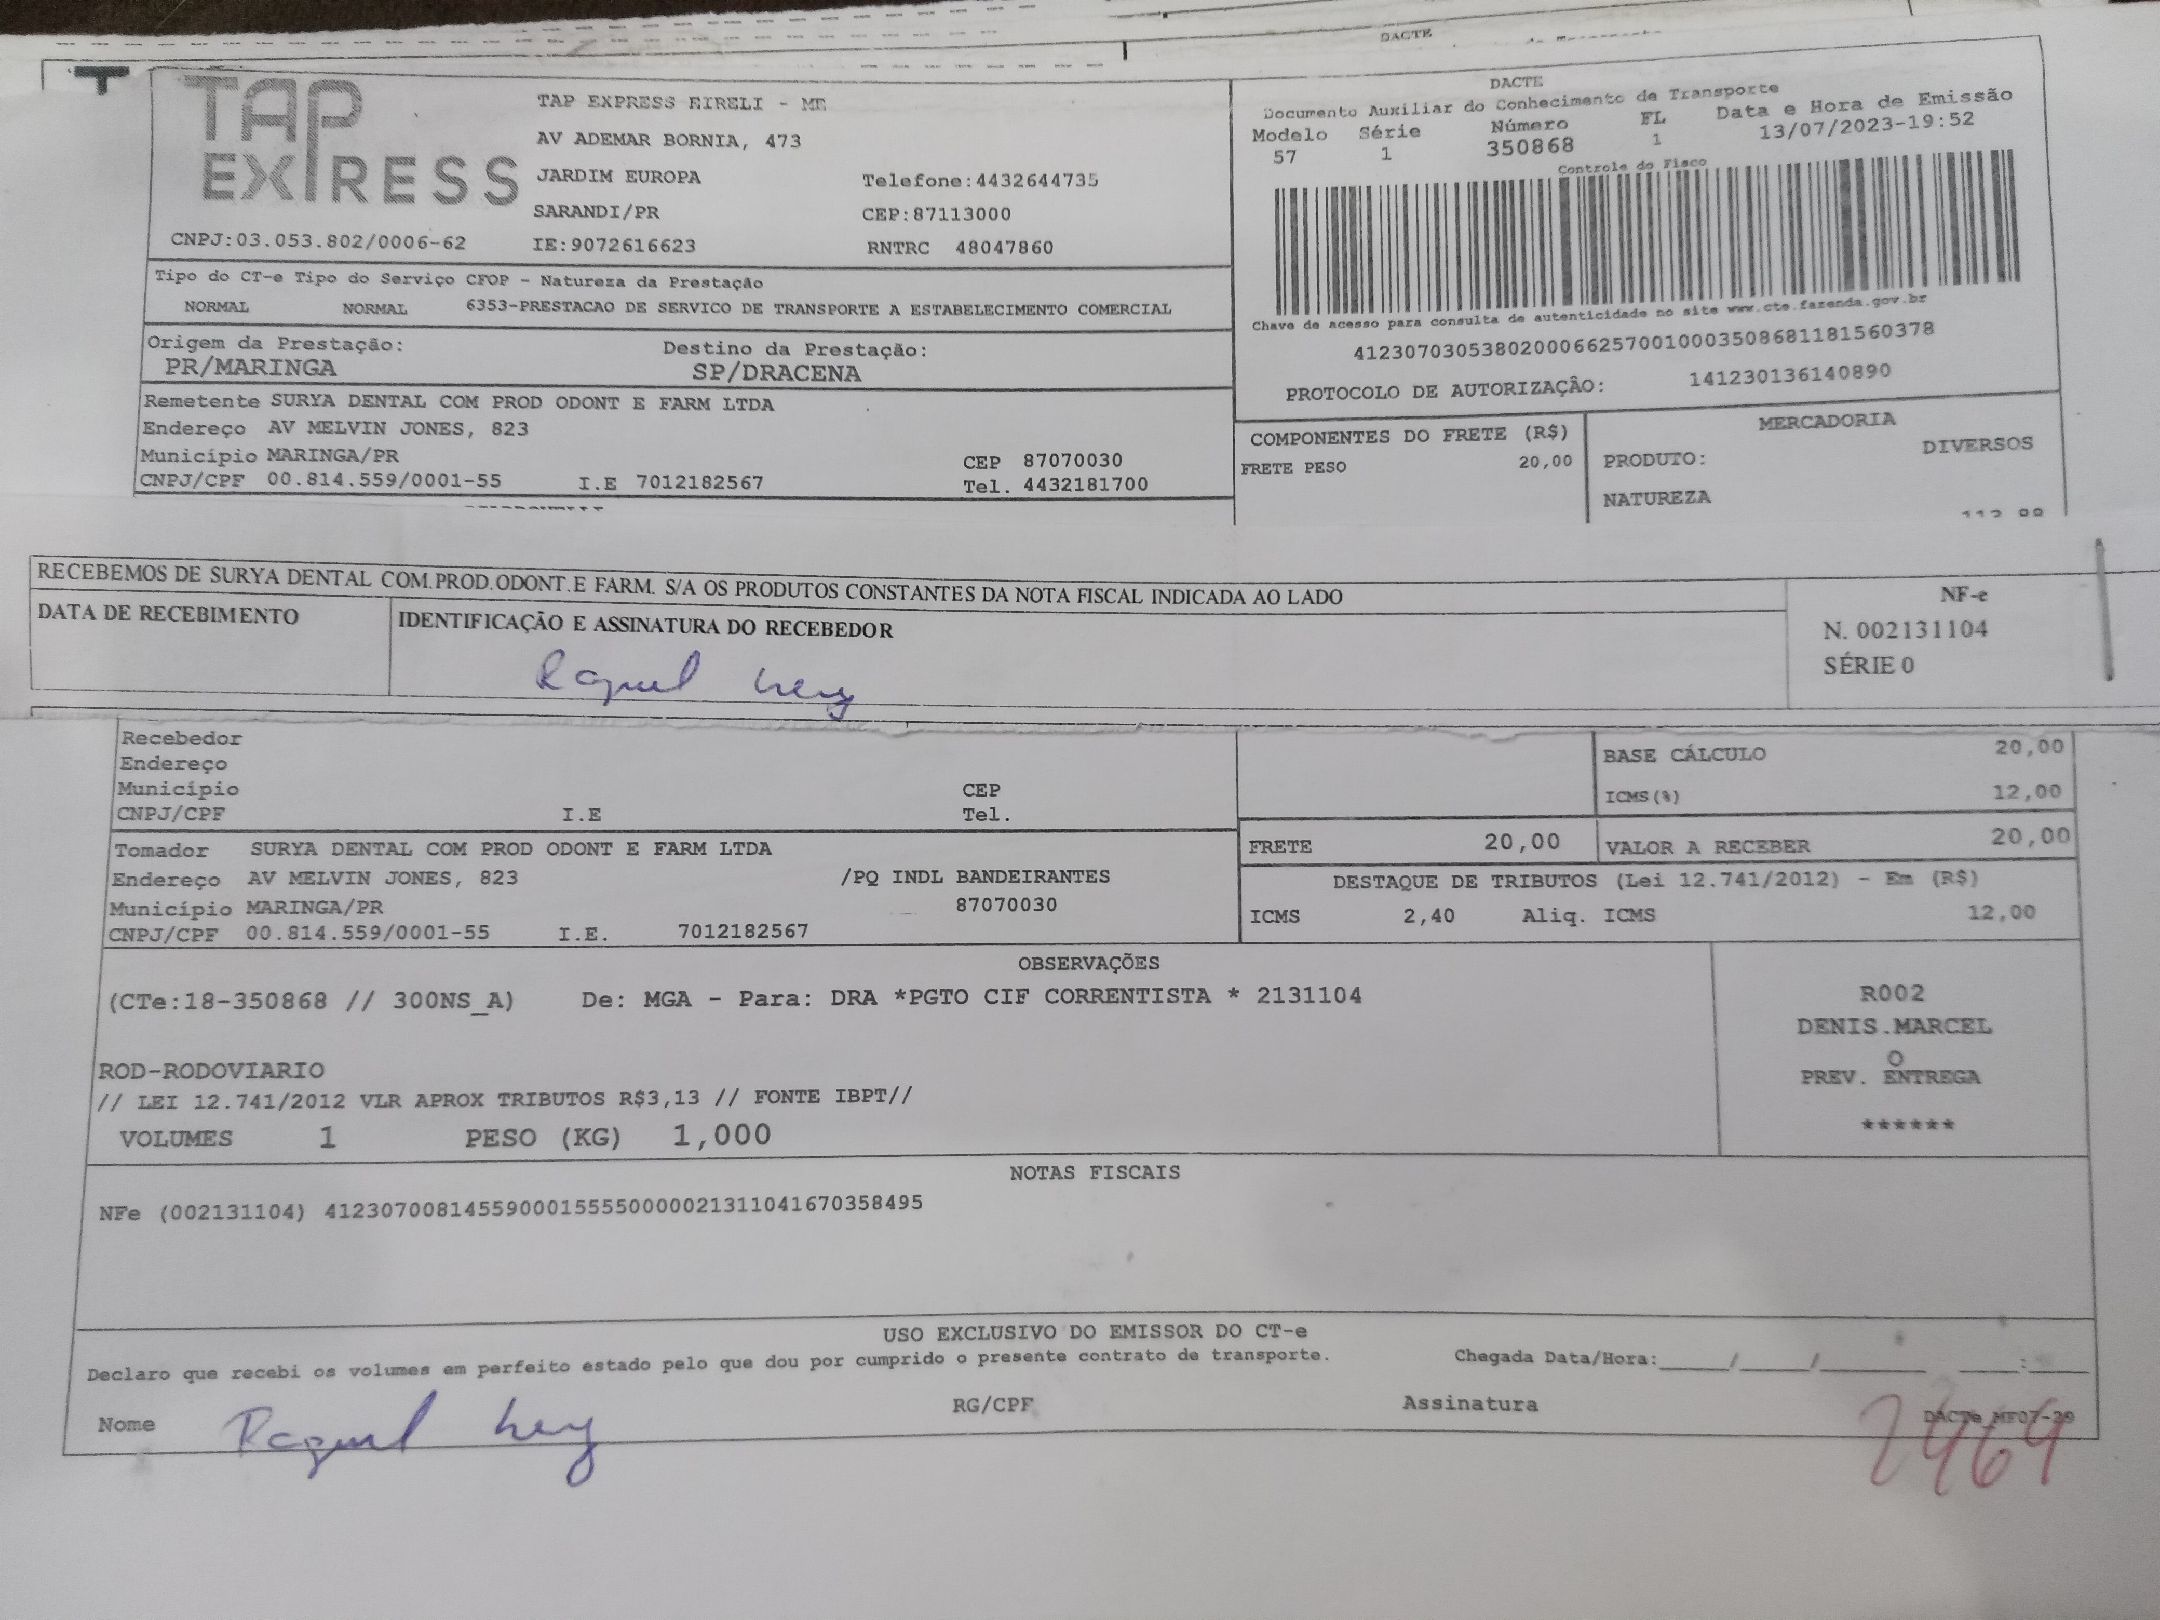 DACTE
TAP EXPRESS
TAP EXPRESS EIRELI - ME
AV ADEMAR BORNIA, 473
JARDIM EUROPA Telefone:4432644735
SARANDI/PR CEP:87113000
CNPJ:03.053.802/0006-62 IE:9072616623 RNTRC 48047860
DACTE
Documento Auxiliar do Conhecimento de Transporte
Modelo Série Número FL Data e Hora de Emissão
57 1 350868 1 13/07/2023-19:52
Controle do Fisco
Chave de acesso para consulta de autenticidade no site www.cte.fazenda.gov.br
41230703053802000662570010003508681181560378
PROTOCOLO DE AUTORIZAÇÃO: 141230136140890
Tipo do CT-e Tipo do Serviço CFOP - Natureza da Prestação
NORMAL NORMAL 6353-PRESTACAO DE SERVICO DE TRANSPORTE A ESTABELECIMENTO COMERCIAL
Origem da Prestação: Destino da Prestação:
PR/MARINGA SP/DRACENA
Remetente SURYA DENTAL COM PROD ODONT E FARM LTDA
Endereço AV MELVIN JONES, 823
Município MARINGA/PR CEP 87070030
CNPJ/CPF 00.814.559/0001-55 I.E 7012182567 Tel. 4432181700
COMPONENTES DO FRETE (R$)
FRETE PESO 20,00
MERCADORIA
PRODUTO: DIVERSOS
NATUREZA
RECEBEMOS DE SURYA DENTAL COM.PROD.ODONT.E FARM. S/A OS PRODUTOS CONSTANTES DA NOTA FISCAL INDICADA AO LADO
DATA DE RECEBIMENTO IDENTIFICAÇÃO E ASSINATURA DO RECEBEDOR
Raquel
NF-e
N. 002131104
SÉRIE 0
Recebedor
Endereço
Município CEP
CNPJ/CPF I.E Tel.
BASE CÁLCULO 20,00
ICMS(%) 12,00
FRETE 20,00 VALOR A RECEBER 20,00
Tomador SURYA DENTAL COM PROD ODONT E FARM LTDA
Endereço AV MELVIN JONES, 823 /PQ INDL BANDEIRANTES
Município MARINGA/PR 87070030
CNPJ/CPF 00.814.559/0001-55 I.E. 7012182567
DESTAQUE DE TRIBUTOS (Lei 12.741/2012) - Em (R$)
ICMS 2,40 Aliq. ICMS 12,00
OBSERVAÇÕES
(CTe:18-350868 // 300NS_A) De: MGA - Para: DRA *PGTO CIF CORRENTISTA * 2131104
ROD-RODOVIARIO
// LEI 12.741/2012 VLR APROX TRIBUTOS R$3,13 // FONTE IBPT//
VOLUMES 1 PESO (KG) 1,000
R002
DENIS.MARCEL
O
PREV. ENTREGA
******
NOTAS FISCAIS
NFe (002131104) 41230700814559000155550000021311041670358495
USO EXCLUSIVO DO EMISSOR DO CT-e
Declaro que recebi os volumes em perfeito estado pelo que dou por cumprido o presente contrato de transporte. Chegada Data/Hora:_____/_____/________ ____:____
Nome Raquel RG/CPF Assinatura
2464